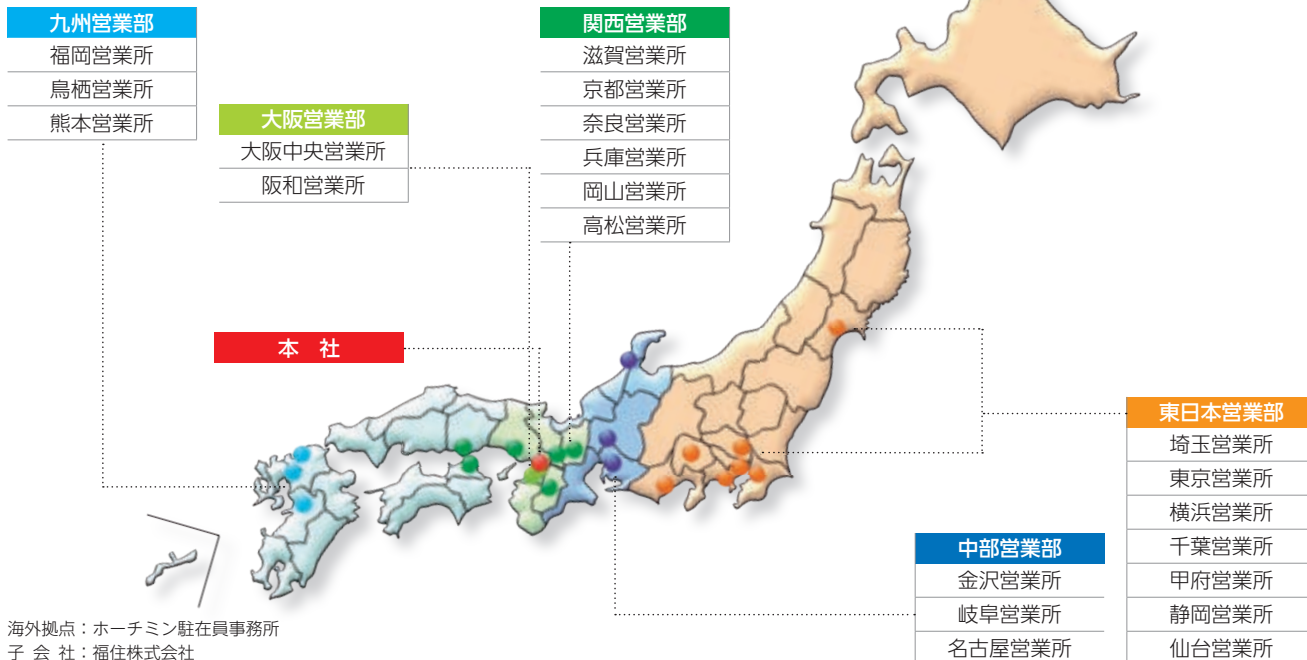 九州営業部
福岡営業所
鳥栖営業所
熊本営業所
大阪営業部
大阪中央営業所
阪和営業所
関西営業部
滋賀営業所
京都営業所
奈良営業所
兵庫営業所
岡山営業所
高松営業所
本 社
東日本営業部
埼玉営業所
東京営業所
横浜営業所
千葉営業所
甲府営業所
静岡営業所
仙台営業所
中部営業部
金沢営業所
岐阜営業所
名古屋営業所
海外拠点：ホーチミン駐在員事務所
子 会 社：福住株式会社